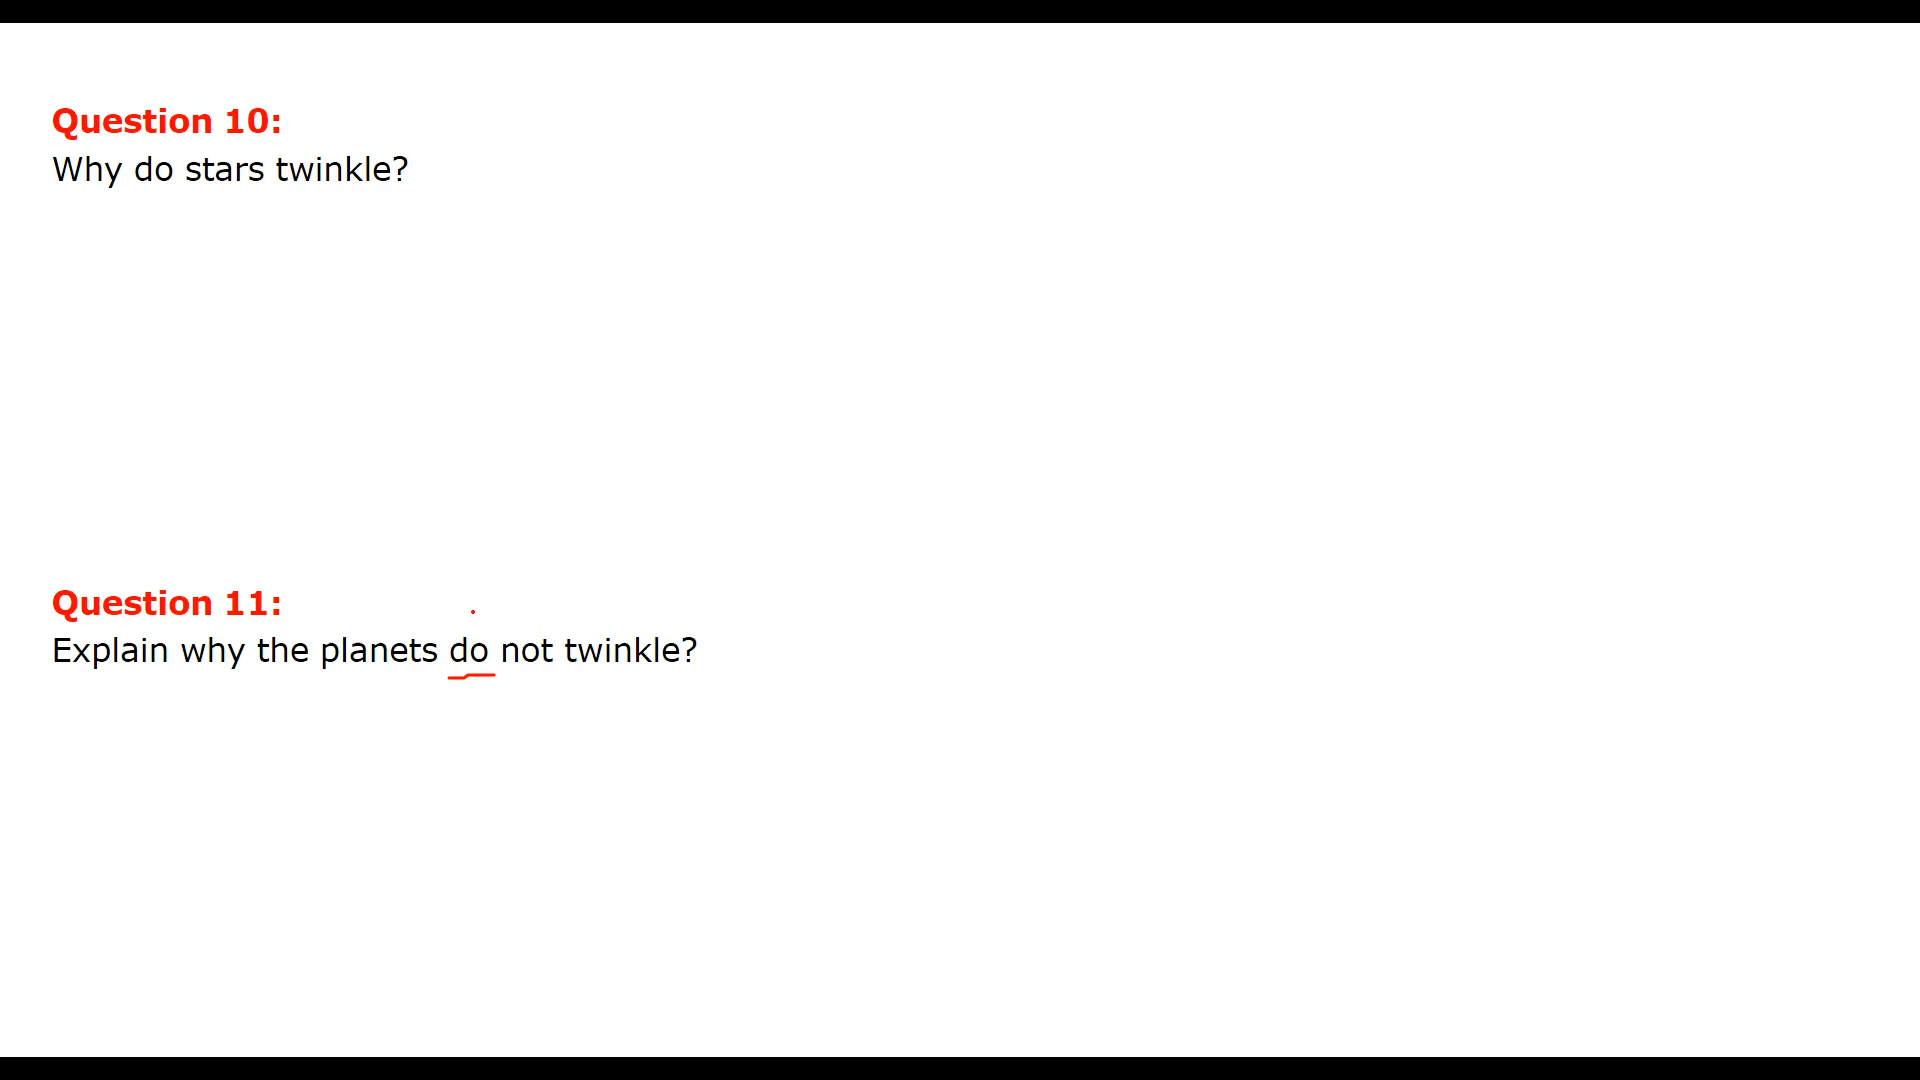 Question 10:
Why do stars twinkle?
Question 11:
Explain why the planets do not twinkle?